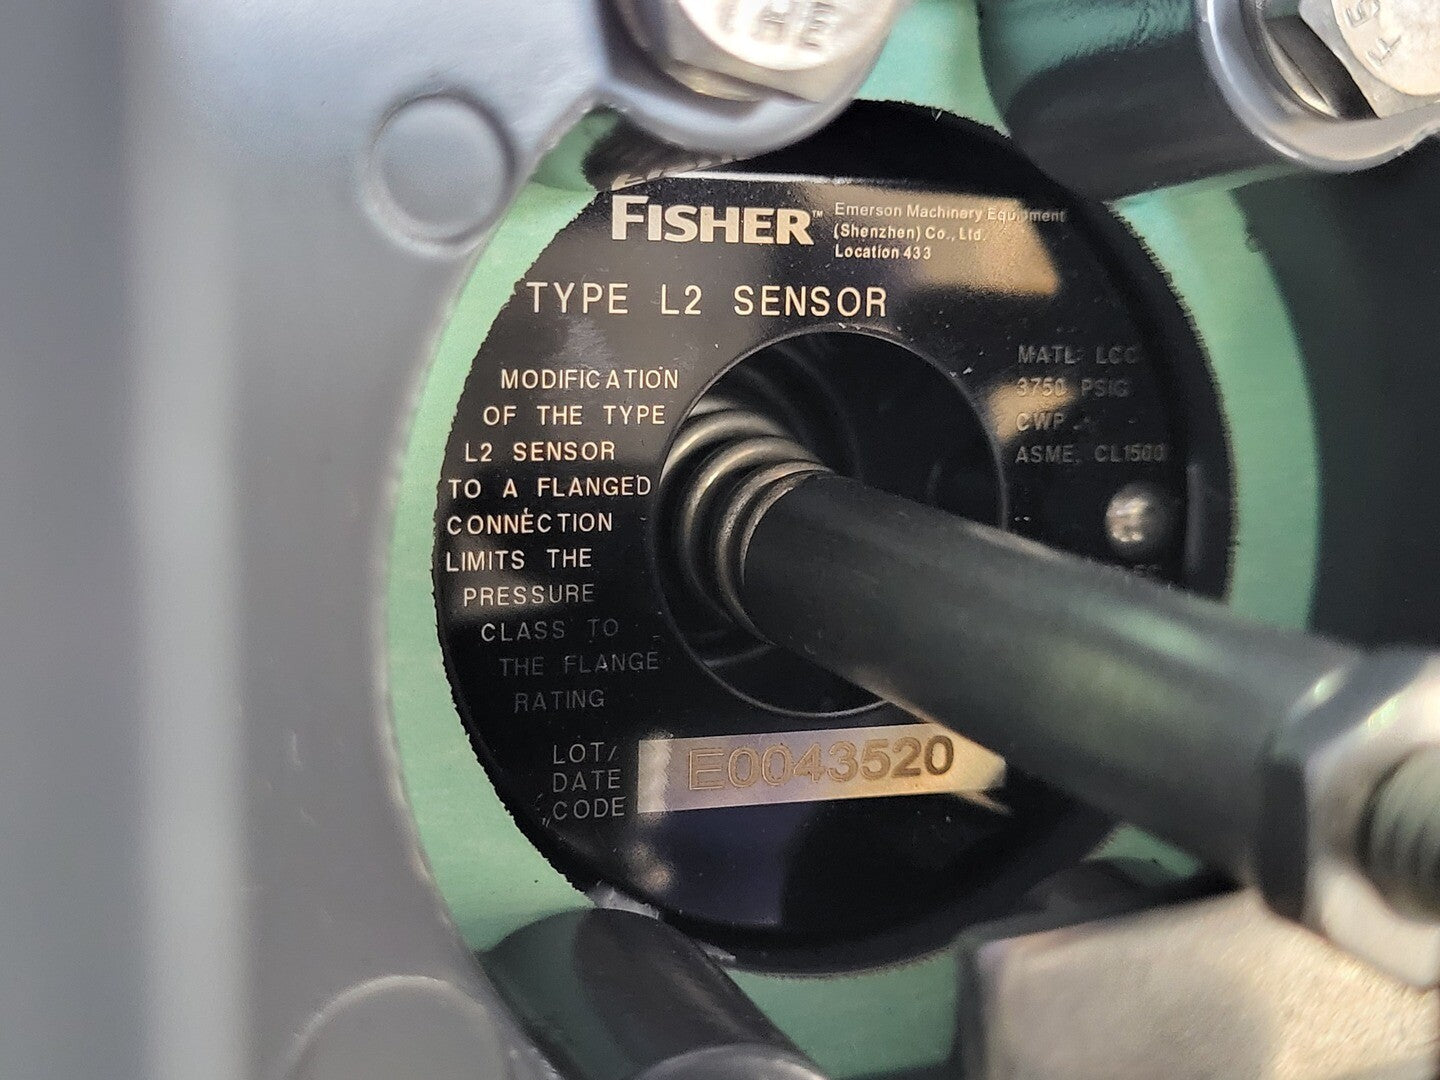 FISHER™
Emerson Machinery Equipment
(Shenzhen) Co., Ltd.
Location 433
TYPE L2 SENSOR
MODIFICATION
OF THE TYPE
L2 SENSOR
TO A FLANGED
CONNECTION
LIMITS THE
PRESSURE
CLASS TO
THE FLANGE
RATING
MATL: LCC
3750 PSIG
CWP
ASME, CL1500
LOT/
DATE
CODE
E0043520